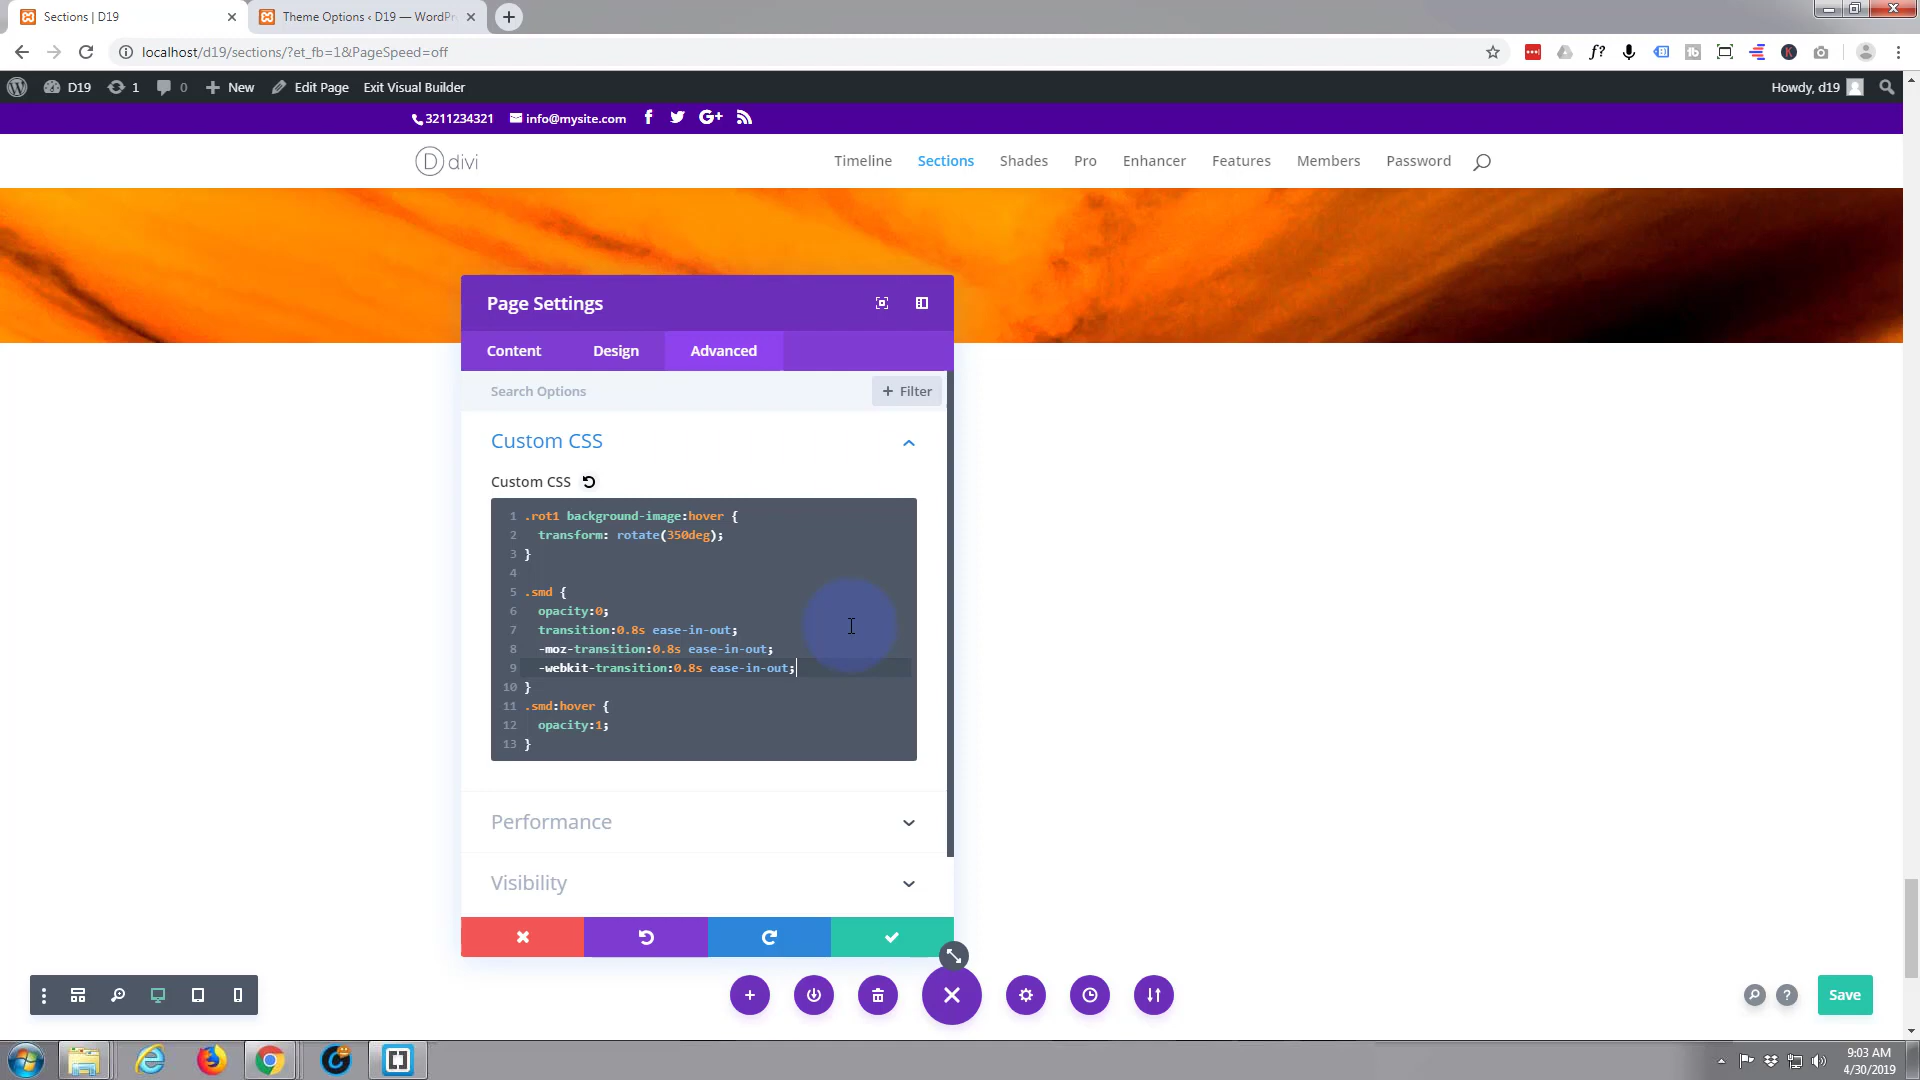 Sections | D19
Theme Options ‹ D19 — WordPr
localhost/d19/sections/?et_fb=1&PageSpeed=off
f?
tb
K
D19
1
0
New
Edit Page
Exit Visual Builder
Howdy, d19
3211234321
info@mysite.com
G+
D divi
Timeline
Sections
Shades
Pro
Enhancer
Features
Members
Password
Page Settings
Content
Design
Advanced
Search Options
+ Filter
Custom CSS
Custom CSS
1 .rot1 background-image:hover {
2 transform: rotate(350deg);
3 }
4
5 .smd {
6 opacity:0;
7 transition:0.8s ease-in-out;
8 -moz-transition:0.8s ease-in-out;
9 -webkit-transition:0.8s ease-in-out;
10 }
11 .smd:hover {
12 opacity:1;
13 }
Performance
Visibility
?
Save
9:03 AM
4/30/2019